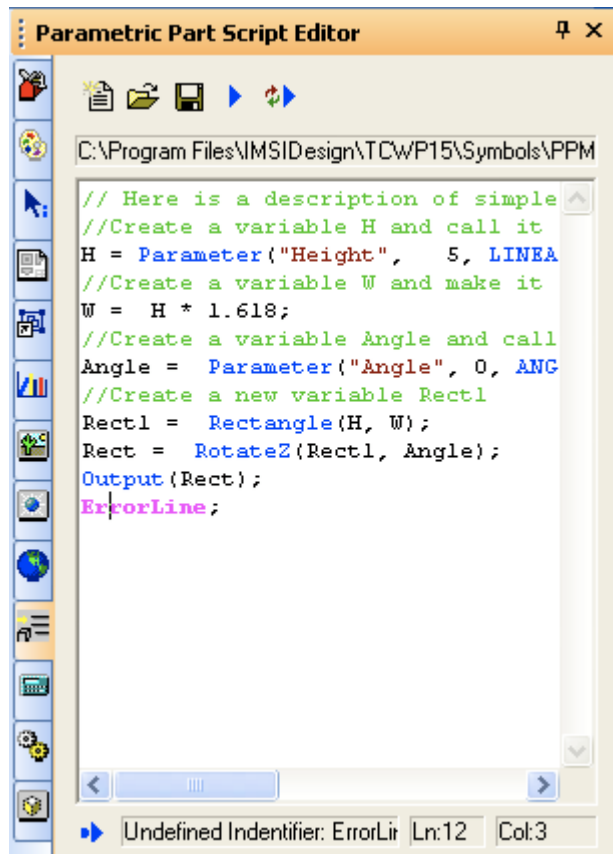 Parametric Part Script Editor
C:\Program Files\IMSIDesign\TCWP15\Symbols\PPM
// Here is a description of simple
//Create a variable H and call it
H = Parameter("Height", 5, LINEA
//Create a variable W and make it
W = H * 1.618;
//Create a variable Angle and call
Angle = Parameter("Angle", 0, ANG
//Create a new variable Rect1
Rect1 = Rectangle(H, W);
Rect = RotateZ(Rect1, Angle);
Output(Rect);
ErrorLine;
Undefined Indentifier: ErrorLir Ln:12 Col:3